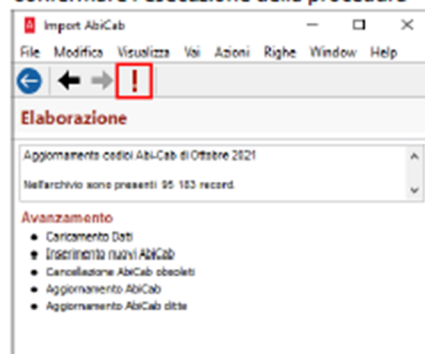 Confermare l'esecuzione della procedura
Import AbiCab
File Modifica Visualizza Vai Azioni Righe Window Help
Elaborazione
Aggiornamento codici Abi-Cab di Ottobre 2021
Nell'archivio sono presenti 95 183 record.
Avanzamento
Caricamento Dati
Inserimento nuovi AbiCab
Cancellazione AbiCab obsoleti
Aggiornamento AbiCab
Aggiornamento AbiCab ditte